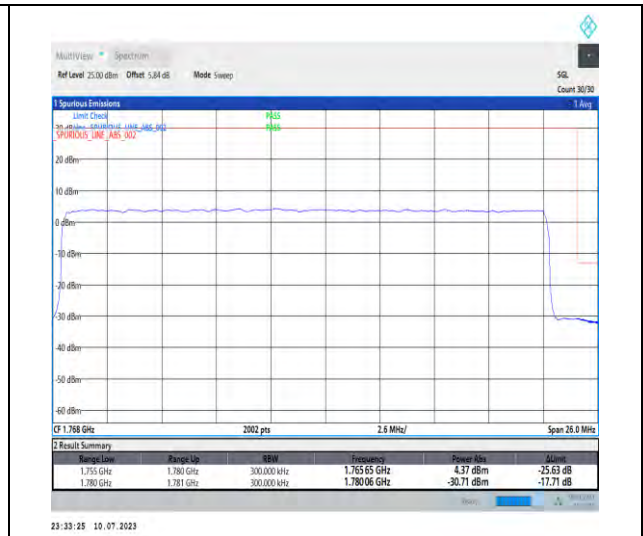 MultiView Spectrum
Ref Level 25.00 dBm Offset 5.84 dB Mode Sweep SGL
Count 30/30
1 Spurious Emissions 1 Avg
Limit Check PASS
PASS
_SPURIOUS_LINE_ABS_002
20 dBm
10 dBm
0 dBm
-10 dBm
-20 dBm
-30 dBm
-40 dBm
-50 dBm
-60 dBm
CF 1.768 GHz 2002 pts 2.6 MHz/ Span 26.0 MHz
2 Result Summary
Range Low Range Up RBW Frequency Power Abs ΔLimit
1.755 GHz 1.780 GHz 300.000 kHz 1.76565 GHz 4.37 dBm -25.63 dB
1.780 GHz 1.781 GHz 300.000 kHz 1.78006 GHz -30.71 dBm -17.71 dB
23:33:25 10.07.2023